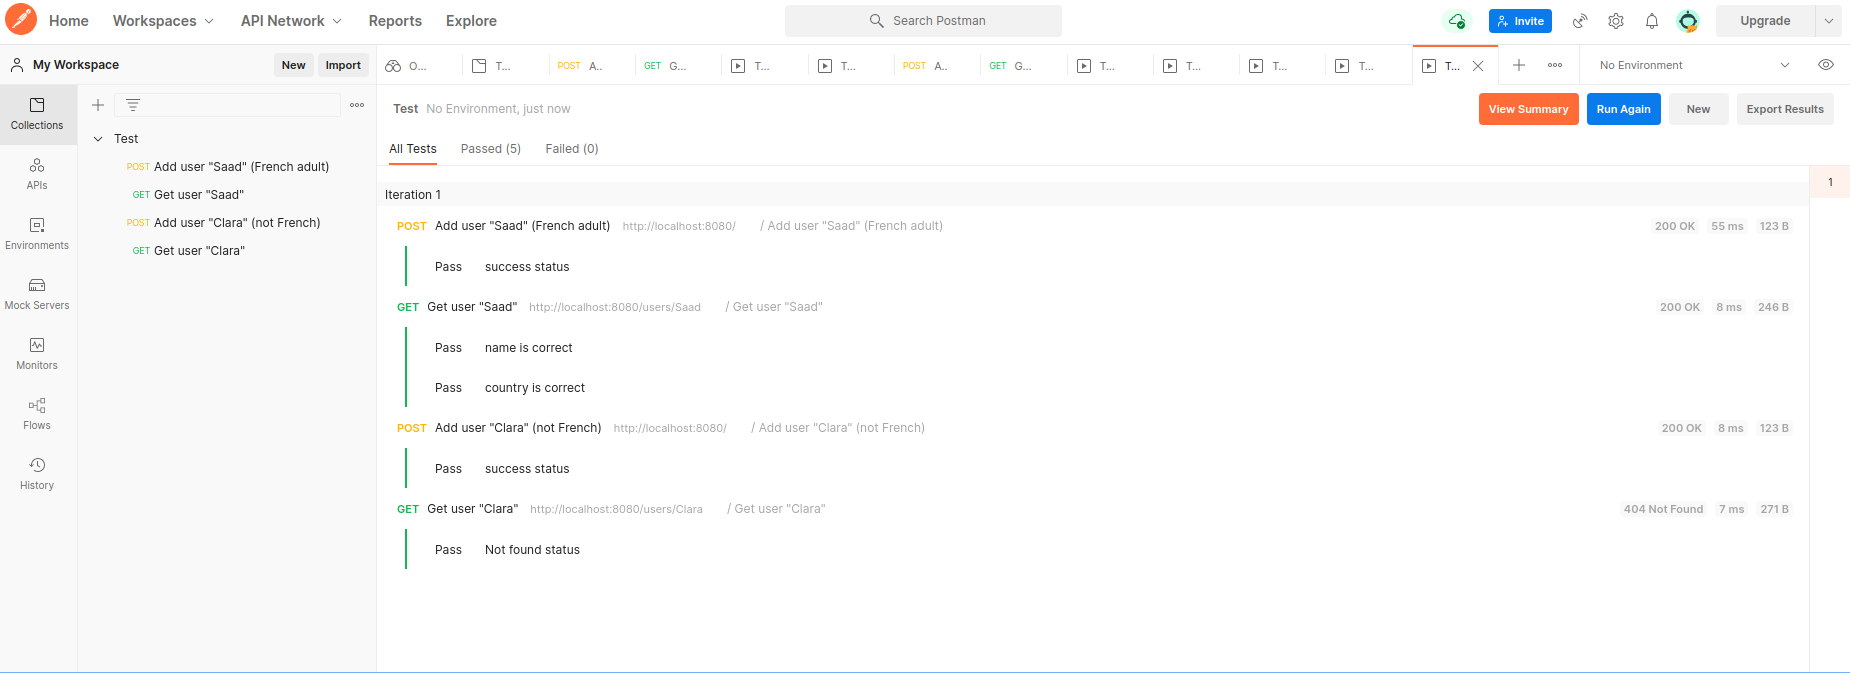 Home Workspaces API Network Reports Explore Search Postman Invite Upgrade
My Workspace New Import O... T... POST A.. GET G... T... T... POST A.. GET G... T... T... T... T... T... No Environment
Collections
APIs
Environments
Mock Servers
Monitors
Flows
History
Test
POST Add user "Saad" (French adult)
GET Get user "Saad"
POST Add user "Clara" (not French)
GET Get user "Clara"
Test No Environment, just now View Summary Run Again New Export Results
All Tests Passed (5) Failed (0)
Iteration 1 1
POST Add user "Saad" (French adult) http://localhost:8080/ / Add user "Saad" (French adult) 200 OK 55 ms 123 B
Pass success status
GET Get user "Saad" http://localhost:8080/users/Saad / Get user "Saad" 200 OK 8 ms 246 B
Pass name is correct
Pass country is correct
POST Add user "Clara" (not French) http://localhost:8080/ / Add user "Clara" (not French) 200 OK 8 ms 123 B
Pass success status
GET Get user "Clara" http://localhost:8080/users/Clara / Get user "Clara" 404 Not Found 7 ms 271 B
Pass Not found status